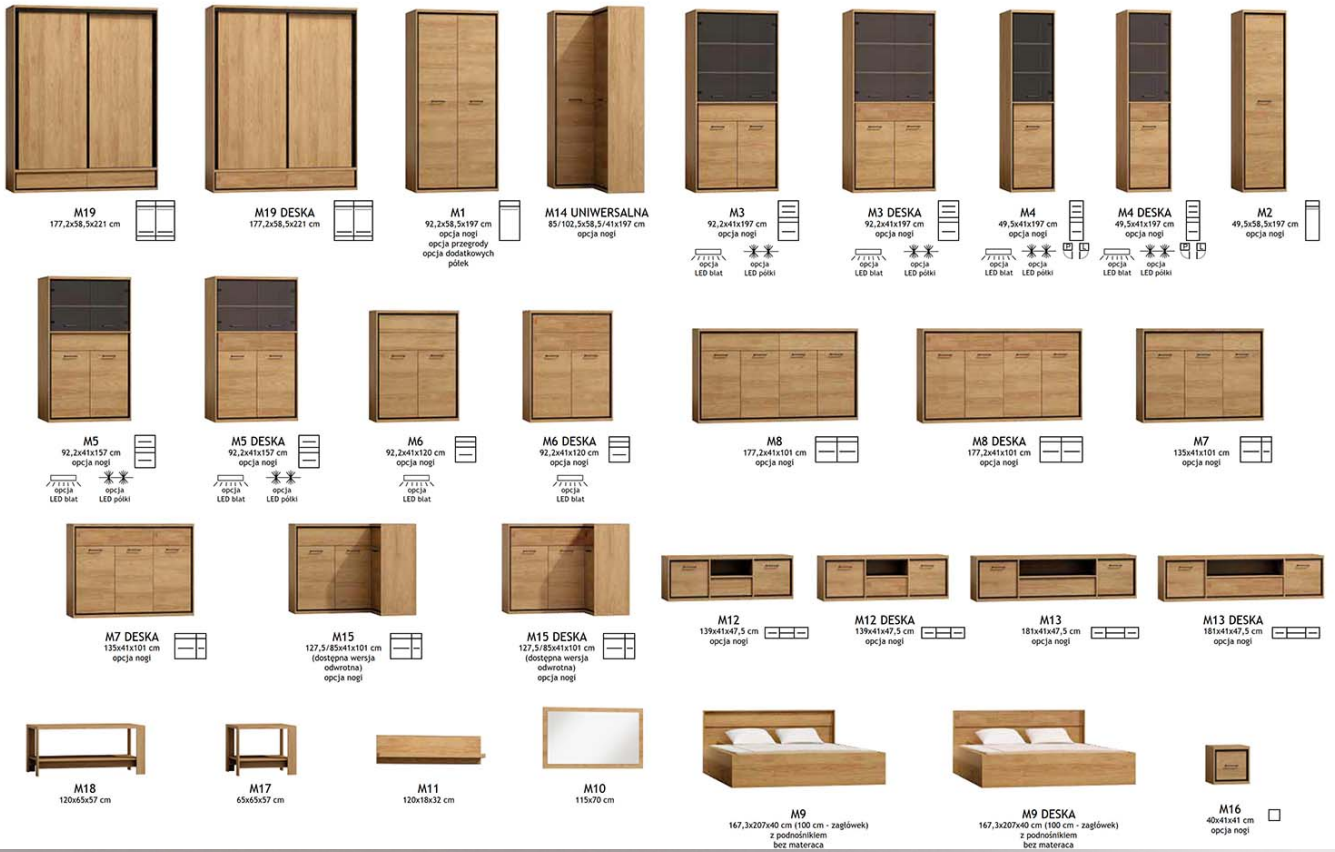 M19
177,2x58,5x221 cm
M19 DESKA
177,2x58,5x221 cm
M1
92,2x58,5x197 cm
opcja nogi
opcja przegrody
opcja dodatkowych
półek
M14 UNIWERSALNA
85/102,5x58,5/41x197 cm
opcja nogi
M3
92,2x41x197 cm
opcja nogi
opcja
LED blat
opcja
LED półki
M3 DESKA
92,2x41x197 cm
opcja nogi
opcja
LED blat
opcja
LED półki
M4
49,5x41x197 cm
opcja nogi
P L
opcja
LED blat
opcja
LED półki
M4 DESKA
49,5x41x197 cm
opcja nogi
P L
opcja
LED blat
opcja
LED półki
M2
49,5x58,5x197 cm
opcja nogi
M5
92,2x41x157 cm
opcja nogi
opcja
LED blat
opcja
LED półki
M5 DESKA
92,2x41x157 cm
opcja nogi
opcja
LED blat
opcja
LED półki
M6
92,2x41x120 cm
opcja nogi
opcja
LED blat
M6 DESKA
92,2x41x120 cm
opcja nogi
opcja
LED blat
M8
177,2x41x101 cm
opcja nogi
M8 DESKA
177,2x41x101 cm
opcja nogi
M7
135x41x101 cm
opcja nogi
M7 DESKA
135x41x101 cm
opcja nogi
M15
127,5/85x41x101 cm
(dostępna wersja
odwrotna)
opcja nogi
M15 DESKA
127,5/85x41x101 cm
(dostępna wersja
odwrotna)
opcja nogi
M12
139x41x47,5 cm
opcja nogi
M12 DESKA
139x41x47,5 cm
opcja nogi
M13
181x41x47,5 cm
opcja nogi
M13 DESKA
181x41x47,5 cm
opcja nogi
M18
120x65x57 cm
M17
65x65x57 cm
M11
120x18x32 cm
M10
115x70 cm
M9
167,3x207x40 cm (100 cm - zagłówek)
z podnośnikiem
bez materaca
M9 DESKA
167,3x207x40 cm (100 cm - zagłówek)
z podnośnikiem
bez materaca
M16
40x41x41 cm
opcja nogi